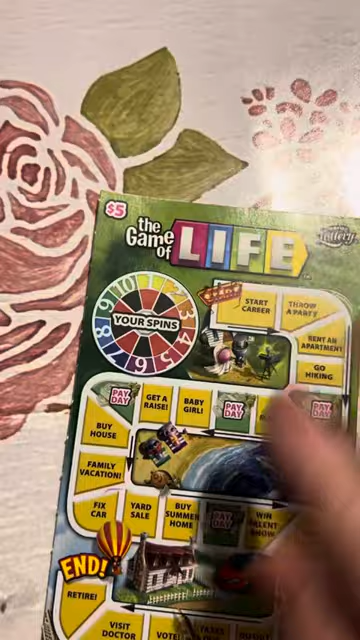 $5
the
Game
of
LIFE
Lottery
START
START
CAREER
THROW
A PARTY
RENT AN
APARTMENT
GO
HIKING
10 1 2 3 4 5 6 7 8 9
YOUR SPINS
PAY
DAY
GET A
RAISE!
BABY
GIRL!
PAY
DAY
PAY
DAY
BUY
HOUSE
FAMILY
VACATION!
FIX
CAR
YARD
SALE
BUY
SUMMER
HOME
PAY
DAY
WIN
TALENT
SHOW
END!
RETIRE!
VISIT
DOCTOR
VOTE!